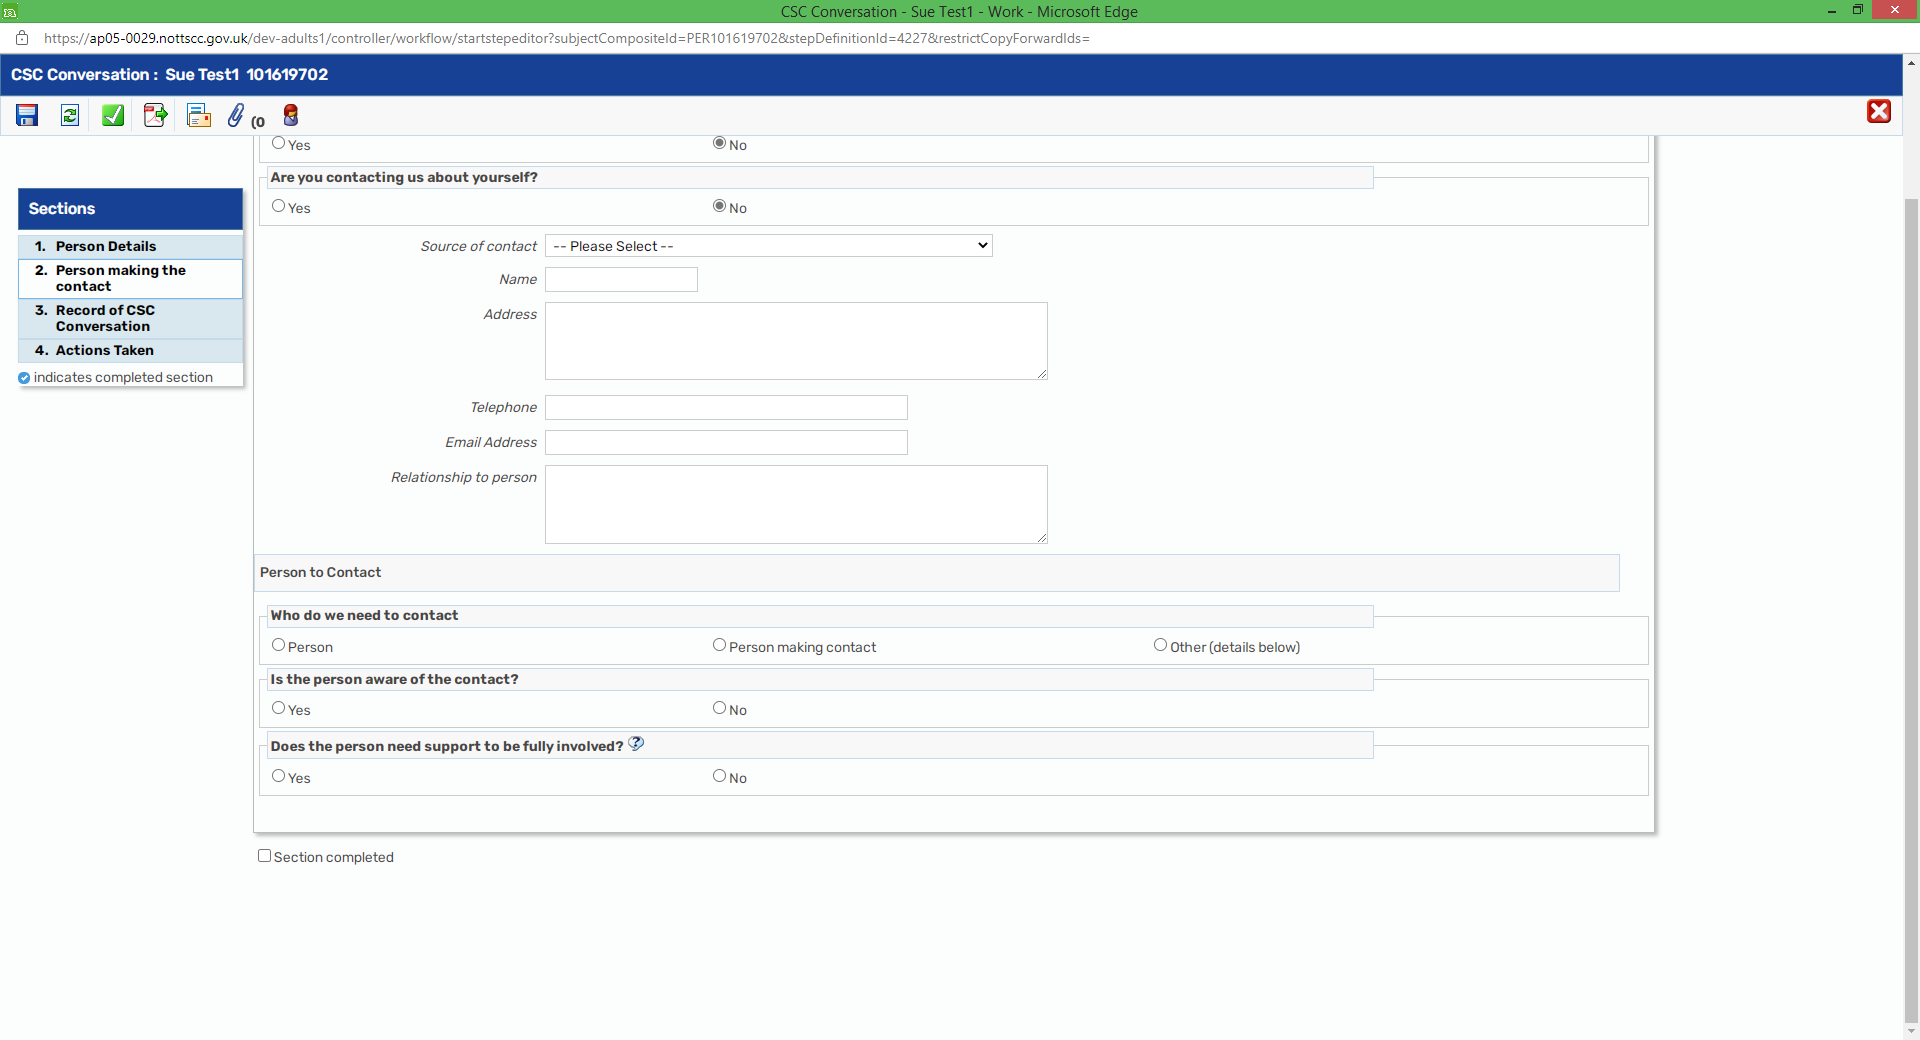 CSC Conversation - Sue Test1 - Work - Microsoft Edge
https://ap05-0029.nottscc.gov.uk/dev-adults1/controller/workflow/startstepeditor?subjectCompositeId=PER101619702&stepDefinitionId=4227&restrictCopyForwardIds=
CSC Conversation : Sue Test1 101619702
(0
Yes No
Are you contacting us about yourself?
Yes No
Sections
1. Person Details
2. Person making the
contact
3. Record of CSC
Conversation
4. Actions Taken
indicates completed section
Source of contact -- Please Select --
Name
Address
Telephone
Email Address
Relationship to person
Person to Contact
Who do we need to contact
Person Person making contact Other (details below)
Is the person aware of the contact?
Yes No
Does the person need support to be fully involved?
Yes No
Section completed